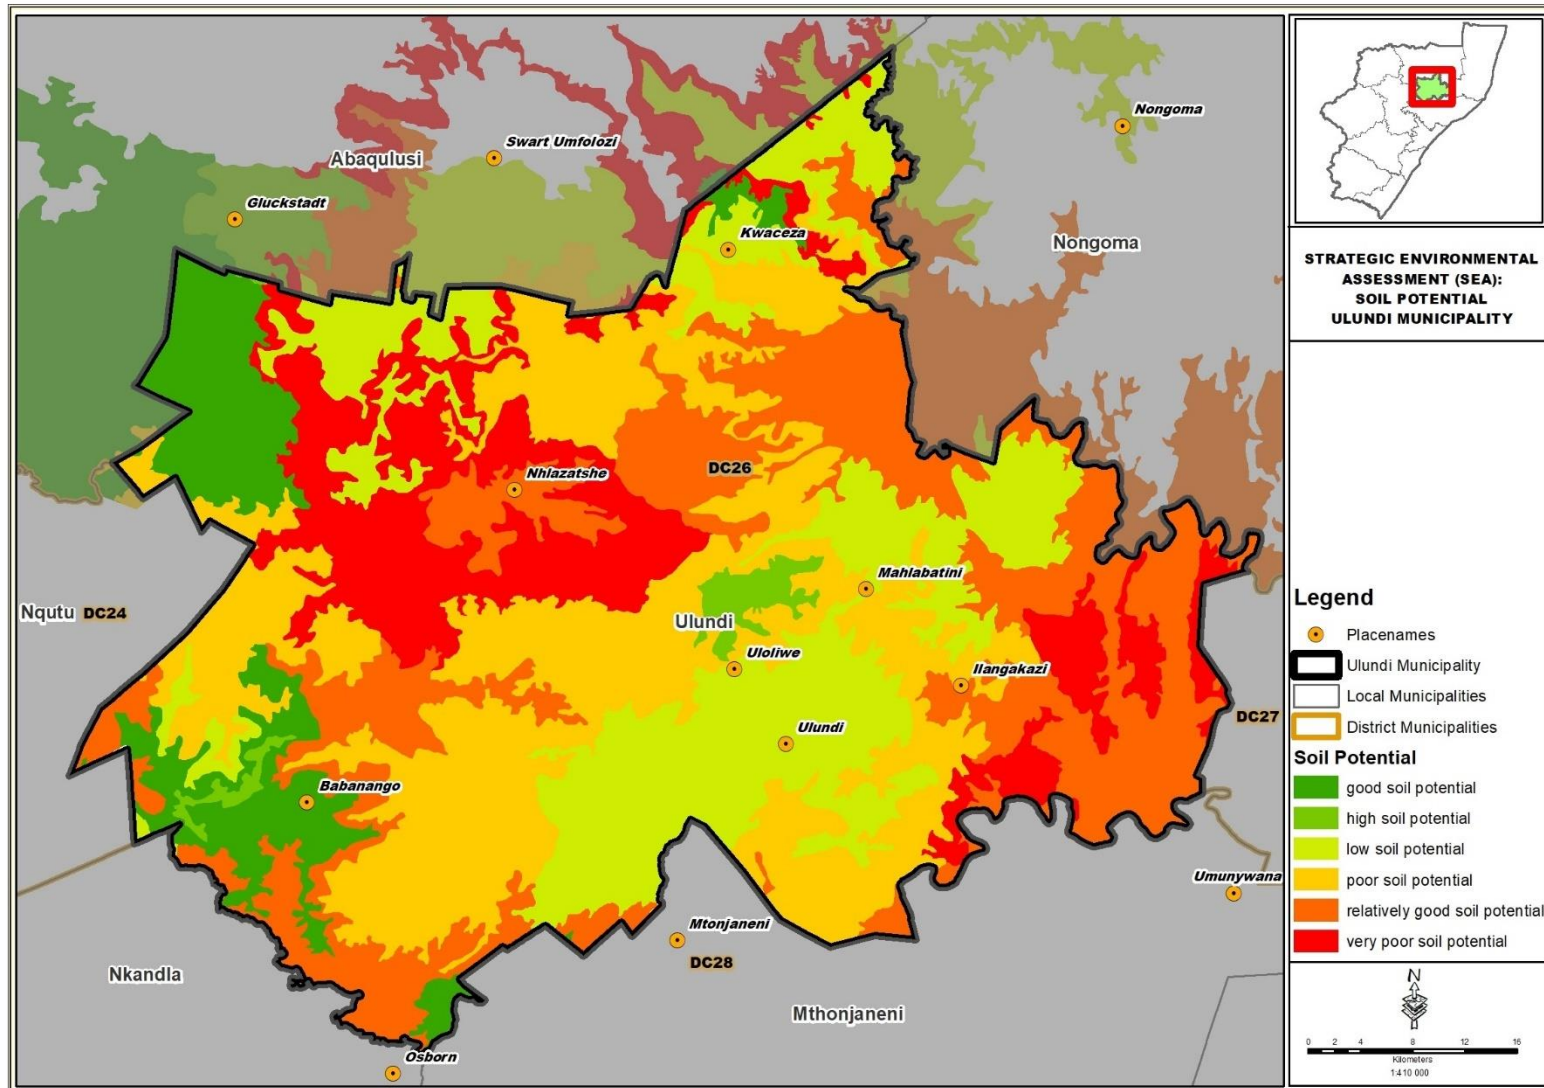 Nongoma
Swart Umfolozi
Abaqulusi
Gluckstadt
Nongoma
Kwaceza
STRATEGIC ENVIRONMENTAL
ASSESSMENT (SEA):
SOIL POTENTIAL
ULUNDI MUNICIPALITY
DC26
Nhlazatshe
Mahlabatini
Nqutu DC24
Ulundi
Uloliwe
Ilangakazi
DC27
Ulundi
Babanango
Umunywana
Mtonjaneni
DC28
Nkandla
Mthonjaneni
Osborn
Legend
Placenames
Ulundi Municipality
Local Municipalities
District Municipalities
Soil Potential
good soil potential
high soil potential
low soil potential
poor soil potential
relatively good soil potential
very poor soil potential
N
0 2 4 8 12 16
Kilometers
1:410 000